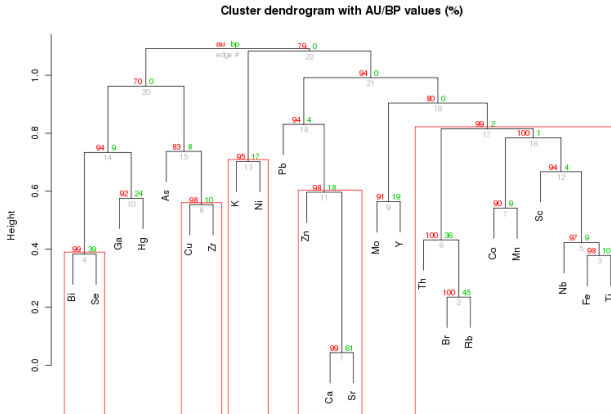 Cluster dendrogram with AU/BP values (%)
au bp 79 0
edge # 22
94 0
21
70 0
20
80 0
19
99 2
17
100 1
16
94 4
18
94 9
14
83 8
15
95 17
13
94 4
12
98 18
11
92 24
10
91 19
9
98 10
8
90 9
7
100 36
6
97 9
5
99 39
4
98 10
3
100 45
2
99 61
1
Height
1.0
0.8
0.6
0.4
0.2
0.0
Bi
Se
Ga
Hg
As
Cu
Zr
K
Ni
Pb
Zn
Ca
Sr
Mo
Y
Th
Br
Rb
Co
Mn
Sc
Nb
Fe
Ti